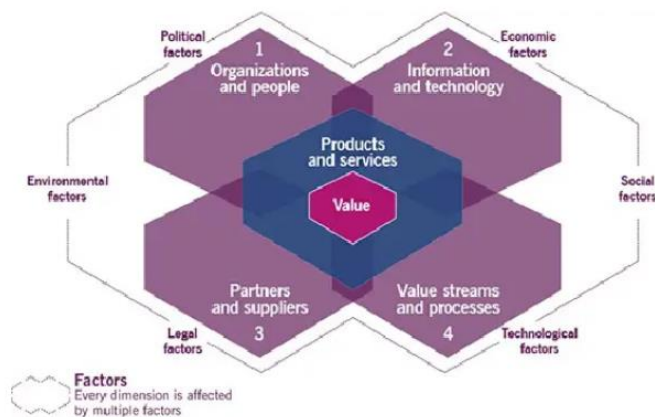 Political
factors
Economic
factors
1
Organizations
and people
2
Information
and technology
Products
and services
Environmental
factors
Value
Social
factors
Partners
and suppliers
3
Value streams
and processes
4
Legal
factors
Technological
factors
Factors
Every dimension is affected
by multiple factors